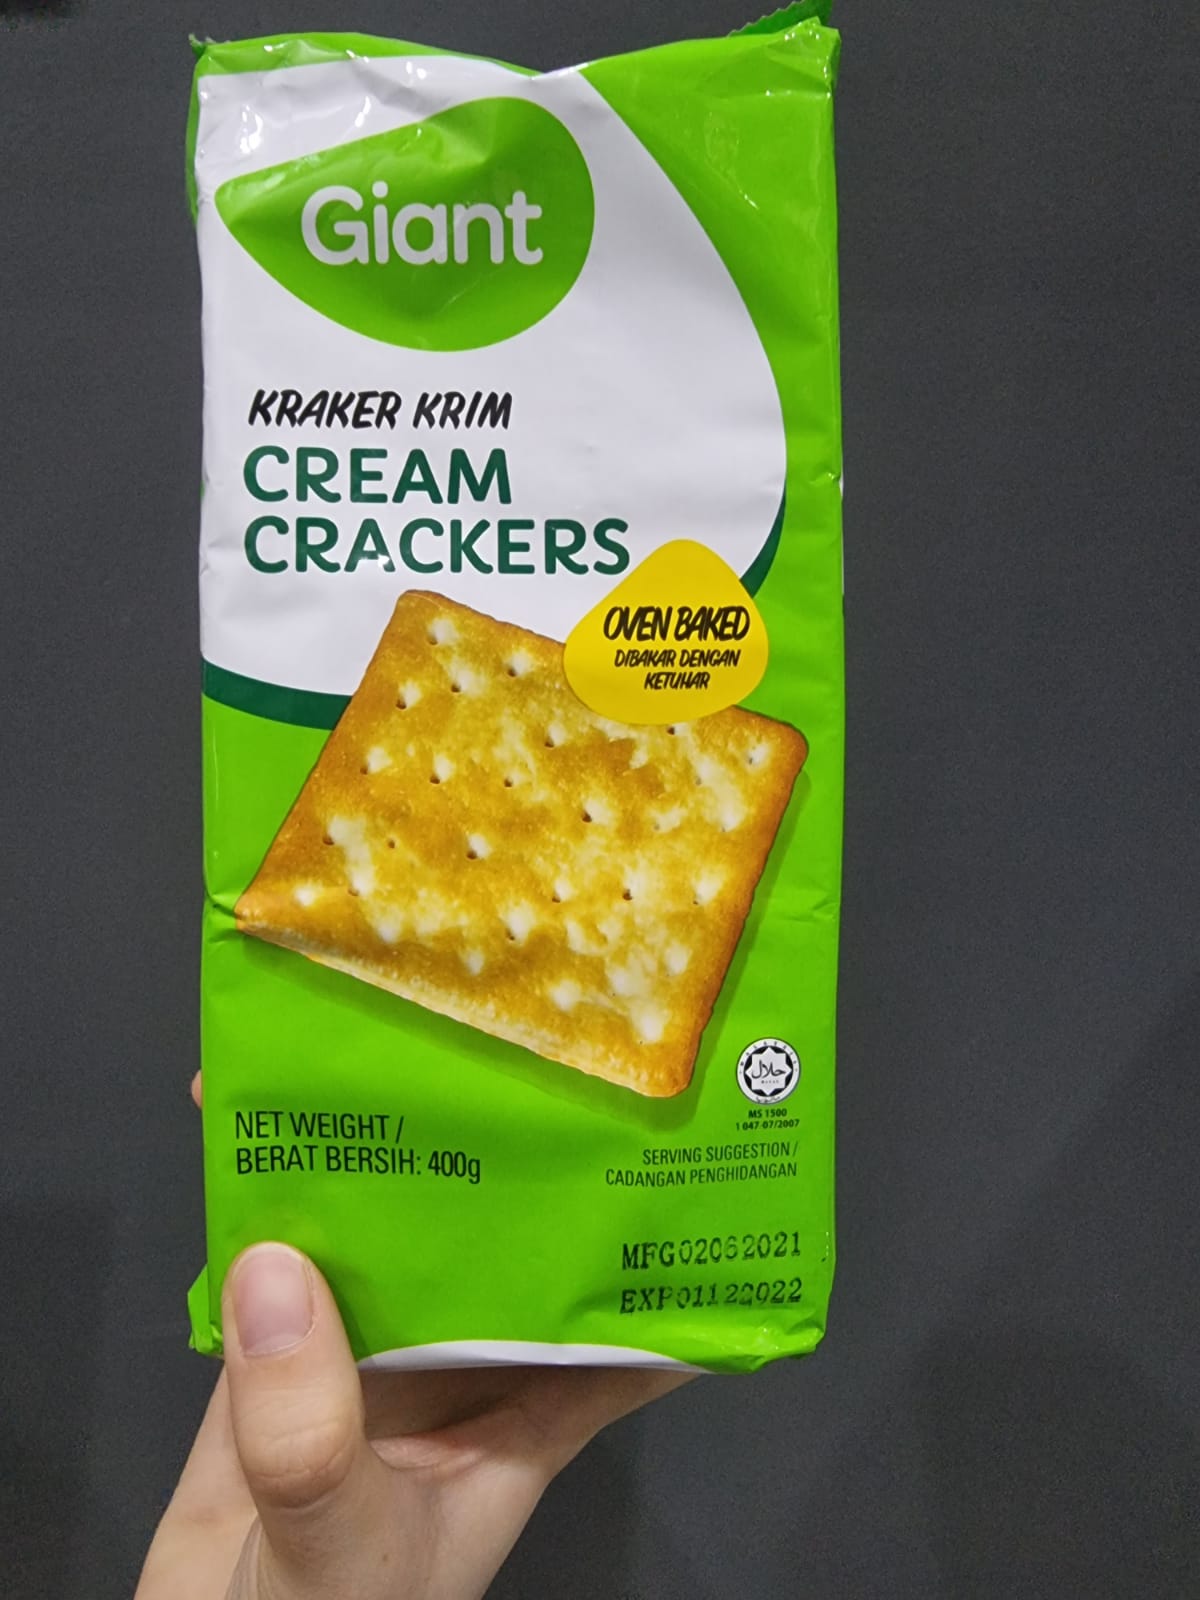 Giant
KRAKER KRIM
CREAM
CRACKERS
OVEN BAKED
DIBAKAR DENGAN
KETUHAR
حلال
MS 1500
1 047-07/2007
NET WEIGHT /
BERAT BERSIH: 400g
SERVING SUGGESTION /
CADANGAN PENGHIDANGAN
MFG02062021
EXP01122022